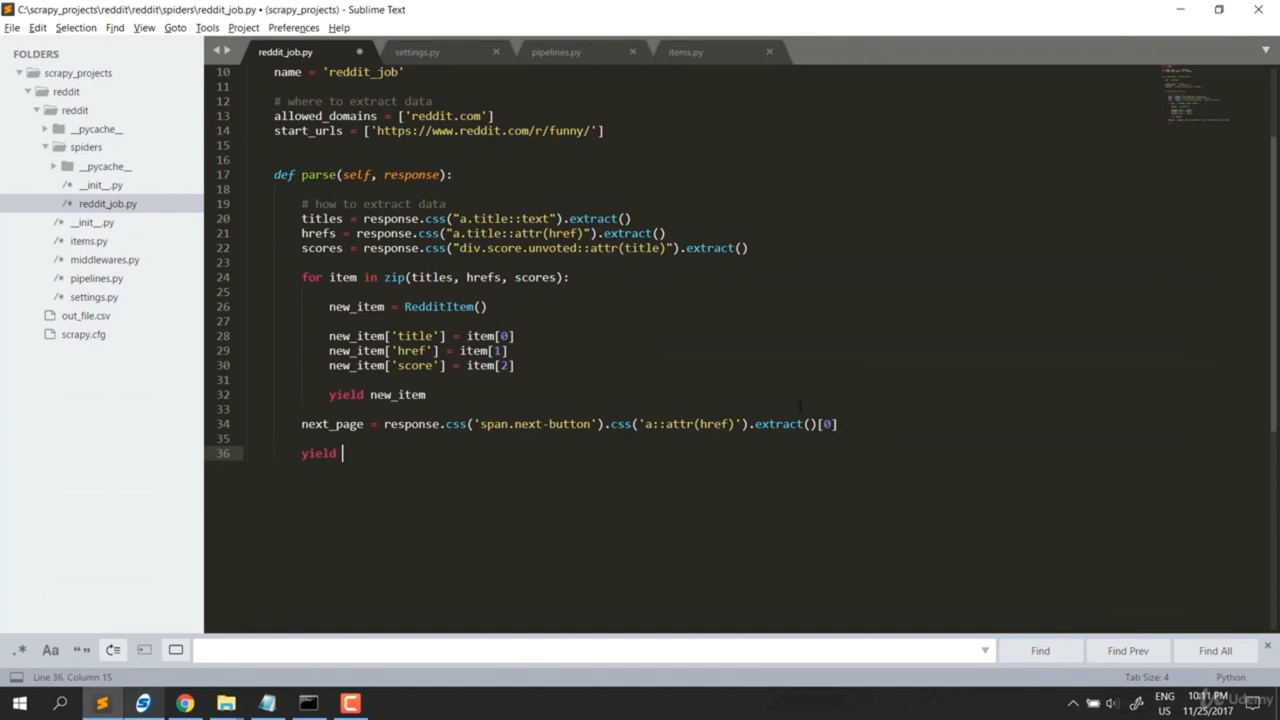 C:\scrapy_projects\reddit\reddit\spiders\reddit_job.py • (scrapy_projects) - Sublime Text
File Edit Selection Find View Goto Tools Project Preferences Help
FOLDERS
scrapy_projects
reddit
reddit
__pycache__
spiders
__pycache__
/* __init__.py
/* reddit_job.py
/* __init__.py
/* items.py
/* middlewares.py
/* pipelines.py
/* settings.py
out_file.csv
scrapy.cfg
reddit_job.py settings.py pipelines.py items.py
10 name = 'reddit_job'
11
12 # where to extract data
13 allowed_domains = ['reddit.com']
14 start_urls = ['https://www.reddit.com/r/funny/']
15
16
17 def parse(self, response):
18
19 # how to extract data
20 titles = response.css("a.title::text").extract()
21 hrefs = response.css("a.title::attr(href)").extract()
22 scores = response.css("div.score.unvoted::attr(title)").extract()
23
24 for item in zip(titles, hrefs, scores):
25
26 new_item = RedditItem()
27
28 new_item['title'] = item[0]
29 new_item['href'] = item[1]
30 new_item['score'] = item[2]
31
32 yield new_item
33
34 next_page = response.css('span.next-button').css('a::attr(href)').extract()[0]
35
36 yield
.* Aa “” Find Find Prev Find All
Line 36, Column 15 Tab Size: 4 Python
ENG 10:11 PM
US 11/25/2017
Udemy